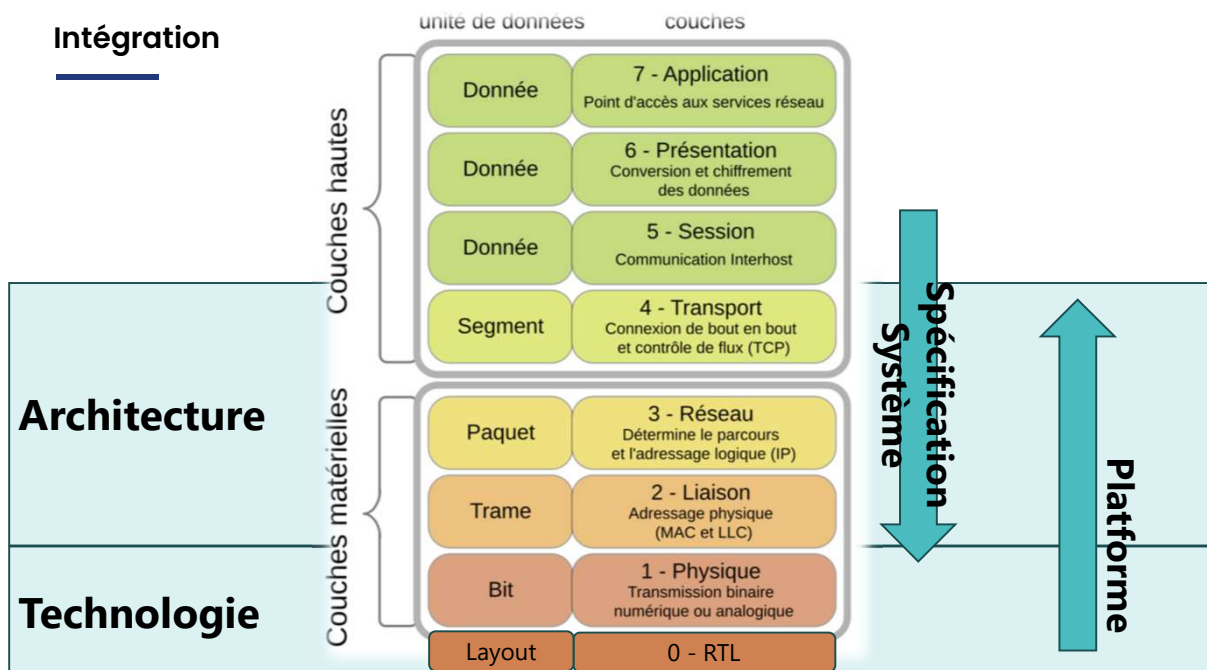 Intégration
unité de données
couches
Couches hautes
Donnée
7 - Application
Point d'accès aux services réseau
Donnée
6 - Présentation
Conversion et chiffrement
des données
Donnée
5 - Session
Communication Interhost
Segment
4 - Transport
Connexion de bout en bout
et contrôle de flux (TCP)
Couches matérielles
Paquet
3 - Réseau
Détermine le parcours
et l'adressage logique (IP)
Trame
2 - Liaison
Adressage physique
(MAC et LLC)
Bit
1 - Physique
Transmission binaire
numérique ou analogique
Layout
0 - RTL
Architecture
Technologie
Spécification
Système
Platforme